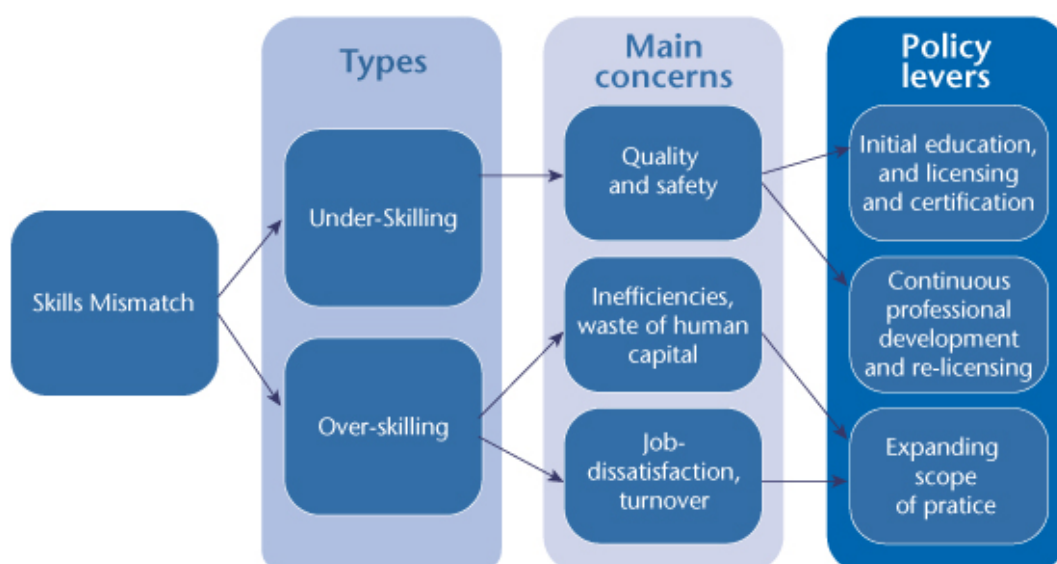 Types
Main
concerns
Policy
levers
Skills Mismatch
Under-Skilling
Over-skilling
Quality
and safety
Inefficiencies,
waste of human
capital
Job-
dissatisfaction,
turnover
Initial education,
and licensing
and certification
Continuous
professional
development
and re-licensing
Expanding
scope
of pratice